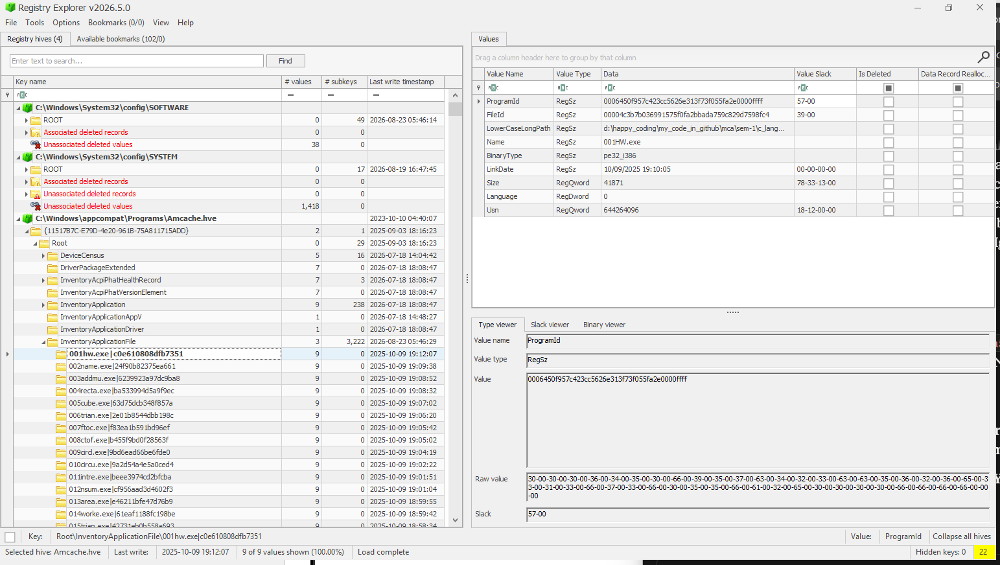 Registry Explorer v2026.5.0
File Tools Options Bookmarks (0/0) View Help
Registry hives (4) Available bookmarks (102/0)
Enter text to search... Find
Key name # values # subkeys Last write timestamp
= = =
C:\Windows\System32\config\SOFTWARE
ROOT 0 49 2026-08-23 05:46:14
Associated deleted records 0 0
Unassociated deleted values 38 0
C:\Windows\System32\config\SYSTEM
ROOT 0 17 2026-08-19 16:47:45
Associated deleted records 0 0
Unassociated deleted records 0 0
Unassociated deleted values 1,418 0
C:\Windows\appcompat\Programs\Amcache.hve 2023-10-10 04:40:07
{11517B7C-E79D-4e20-961B-75A811715ADD} 2 1 2025-09-03 18:16:23
Root 0 29 2025-09-03 18:16:23
DeviceCensus 5 16 2026-07-18 14:04:42
DriverPackageExtended 7 0 2026-07-18 18:08:47
InventoryAcpiPhatHealthRecord 7 3 2026-07-18 18:08:47
InventoryAcpiPhatVersionElement 7 0 2026-07-18 18:08:47
InventoryApplication 9 238 2026-07-18 18:08:47
InventoryApplicationAppV 1 0 2026-07-18 14:48:27
InventoryApplicationDriver 1 0 2026-07-18 18:08:47
InventoryApplicationFile 3 3,222 2026-08-23 05:46:29
001hw.exe|c0e610808dfb7351 9 0 2025-10-09 19:12:07
002name.exe|24f90b82375ea661 9 0 2025-10-09 19:09:38
003addmu.exe|6239923a97dc9ba8 9 0 2025-10-09 19:08:52
004recta.exe|ba533994d5a9f9ec 9 0 2025-10-09 19:08:32
005cube.exe|63d75dcb348f857a 9 0 2025-10-09 19:07:02
006trian.exe|2e01b8544dbb198c 9 0 2025-10-09 19:06:20
007ftoc.exe|f83ea1b591bd96ef 9 0 2025-10-09 19:05:42
008ctof.exe|b455f9bd0f28563f 9 0 2025-10-09 19:05:02
009circl.exe|9bd6ead66be6fde0 9 0 2025-10-09 19:04:19
010circu.exe|9a2d54a4e5a0ced4 9 0 2025-10-09 19:02:22
011intre.exe|beee3974cd2bfcba 9 0 2025-10-09 19:01:51
012nsum.exe|cf956aad3d4602f3 9 0 2025-10-09 19:01:04
013area.exe|e46211bfe47d76b9 9 0 2025-10-09 18:59:55
014worke.exe|61eaf1188fc198be 9 0 2025-10-09 18:59:42
015trian.exe|42731eb0b558a693 9 0 2025-10-09 18:58:34
Values
Drag a column header here to group by that column
Value Name Value Type Data Value Slack Is Deleted Data Record Realloc...
ProgramId RegSz 0006450f957c423cc5626e313f73f055fa2e0000ffff 57-00
FileId RegSz 00004c3b7b036991575f0fa2bbada759c829d7598fc4 39-00
LowerCaseLongPath RegSz d:\happy_coding\my_code_in_github\mca\sem-1\c_lang...
Name RegSz 001HW.exe
BinaryType RegSz pe32_i386
LinkDate RegSz 10/09/2025 19:10:05 00-00-00-00
Size RegQword 41871 78-33-13-00
Language RegDword 0
Usn RegQword 644264096 18-12-00-00
Type viewer Slack viewer Binary viewer
Value name ProgramId
Value type RegSz
Value 0006450f957c423cc5626e313f73f055fa2e0000ffff
Raw value 30-00-30-00-30-00-36-00-34-00-35-00-30-00-66-00-39-00-35-00-37-00-63-00-34-00-32-00-33-00-63-00-63-00-35-00-36-00-32-00-36-00-65-00-3
3-00-31-00-33-00-66-00-37-00-33-00-66-00-30-00-35-00-35-00-66-00-61-00-32-00-65-00-30-00-30-00-30-00-30-00-66-00-66-00-66-00-66-00-00
-00
Slack 57-00
Key: Root\InventoryApplicationFile\001hw.exe|c0e610808dfb7351 Value: ProgramId Collapse all hives
Selected hive: Amcache.hve Last write: 2025-10-09 19:12:07 9 of 9 values shown (100.00%) Load complete Hidden keys: 0 22